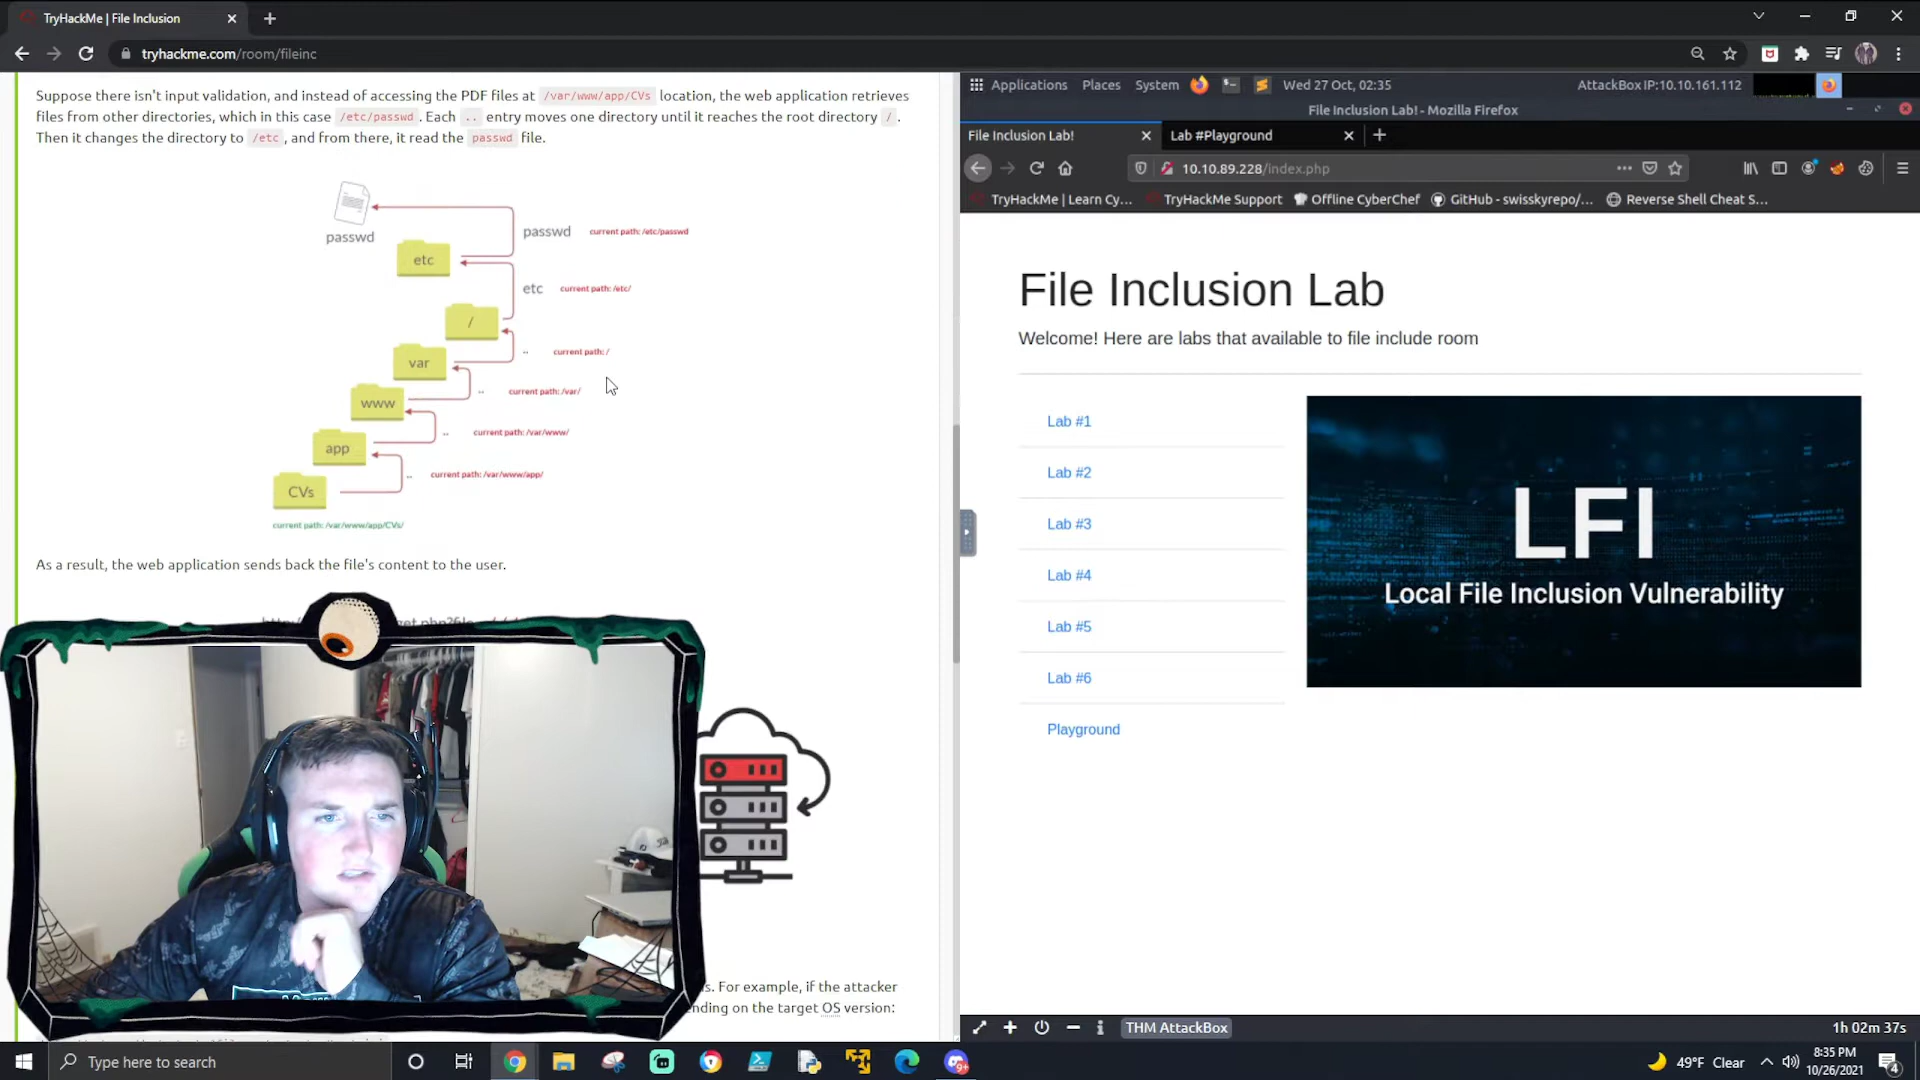 TryHackMe | File Inclusion
tryhackme.com/room/fileinc
Suppose there isn't input validation, and instead of accessing the PDF files at /var/www/app/CVs location, the web application retrieves
files from other directories, which in this case /etc/passwd. Each .. entry moves one directory until it reaches the root directory /.
Then it changes the directory to /etc, and from there, it read the passwd file.
passwd
passwd
current path: /etc/passwd
etc
etc
current path: /etc/
/
..
current path: /
var
..
current path: /var/
www
..
current path: /var/www/
app
..
current path: /var/www/app/
CVs
current path: /var/www/app/CVs/
As a result, the web application sends back the file's content to the user.
s. For example, if the attacker
nding on the target OS version:
Applications Places System
Wed 27 Oct, 02:35
AttackBox IP:10.10.161.112
File Inclusion Lab! - Mozilla Firefox
File Inclusion Lab!
Lab #Playground
10.10.89.228/index.php
TryHackMe | Learn Cy...
TryHackMe Support
Offline CyberChef
GitHub - swisskyrepo/...
Reverse Shell Cheat S...
File Inclusion Lab
Welcome! Here are labs that available to file include room
Lab #1
Lab #2
Lab #3
Lab #4
Lab #5
Lab #6
Playground
LFI
Local File Inclusion Vulnerability
THM AttackBox
1h 02m 37s
Type here to search
9+
49°F Clear
8:35 PM
10/26/2021
4